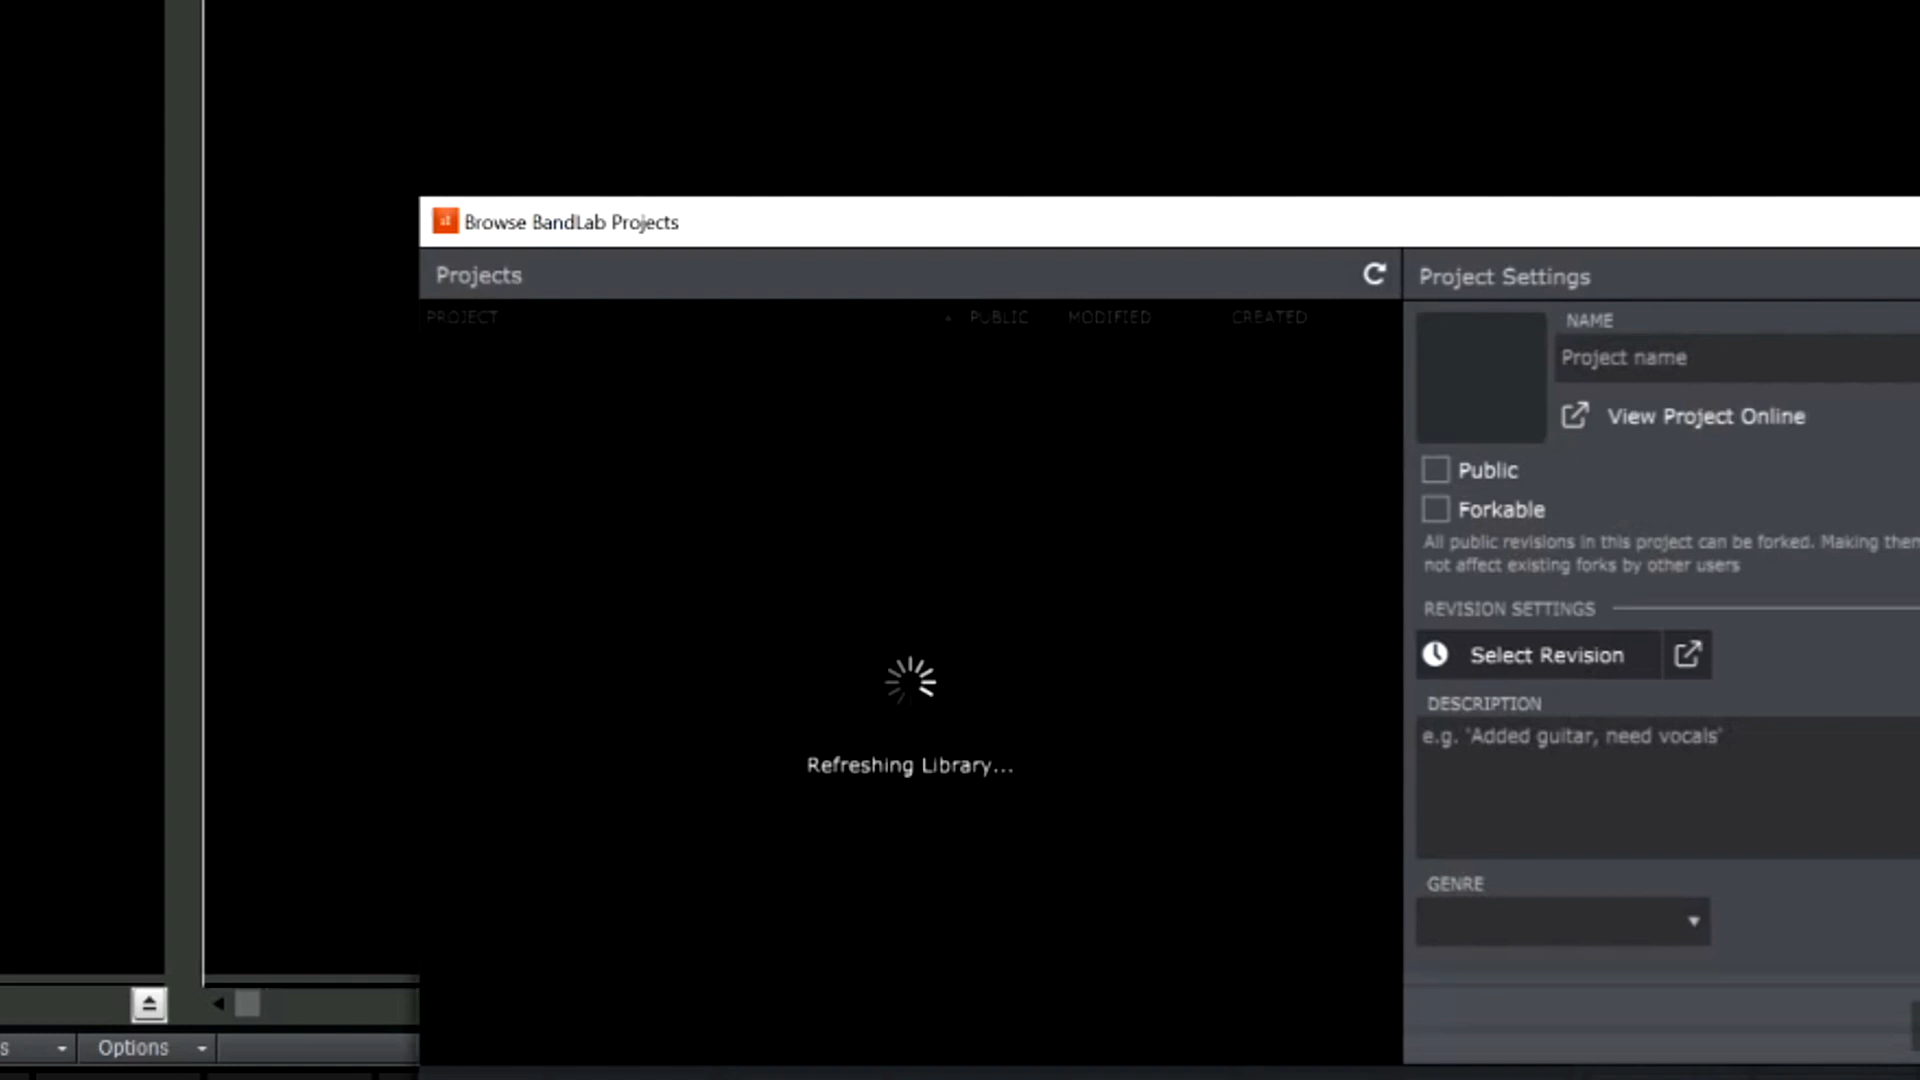 Browse BandLab Projects
Projects
Project Settings
PROJECT PUBLIC MODIFIED CREATED
NAME
Project name
View Project Online
Public
Forkable
All public revisions in this project can be forked. Making them
not affect existing forks by other users
REVISION SETTINGS
Select Revision
DESCRIPTION
e.g. 'Added guitar, need vocals'
Refreshing Library...
GENRE
s Options